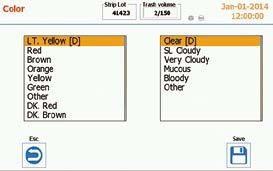 Color
Strip Lot
41423
Trash volume
2/150
Jan-01-2014
12:00:00
LT. Yellow [D]
Red
Brown
Orange
Yellow
Green
Other
DK. Red
DK. Brown
Clear [D]
SL Cloudy
Very Cloudy
Mucous
Bloody
Other
Esc
Save